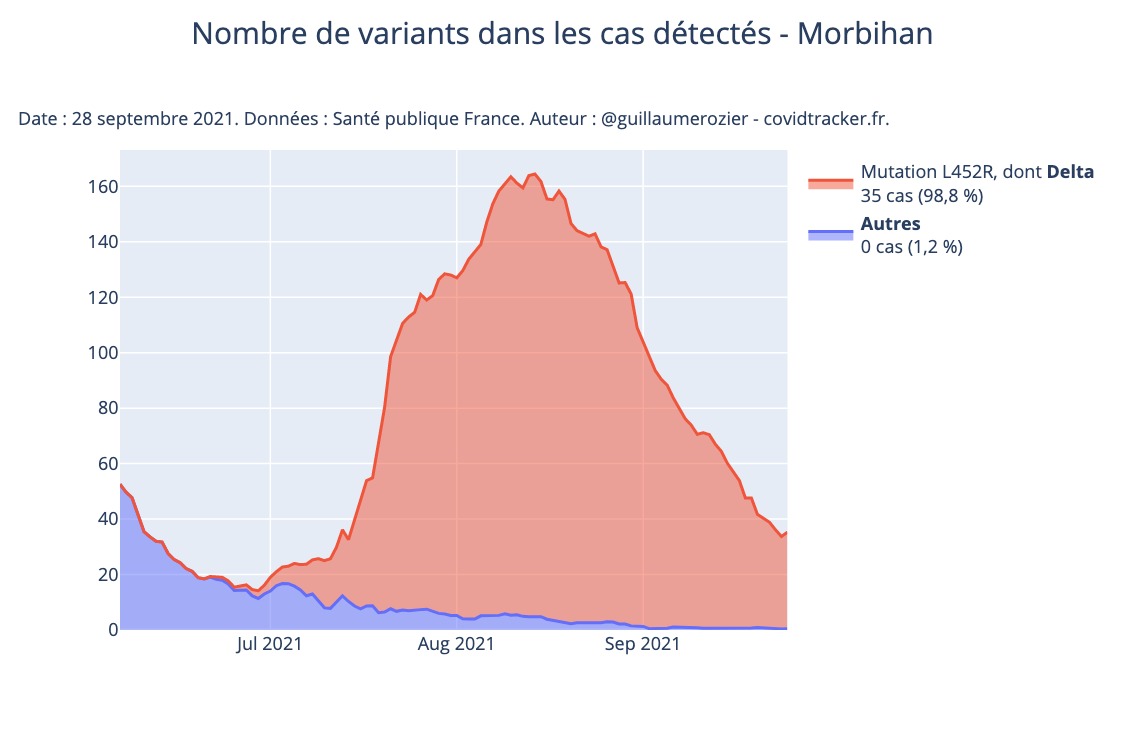 Nombre de variants dans les cas détectés - Morbihan
Date : 28 septembre 2021. Données : Santé publique France. Auteur : @guillaumerozier - covidtracker.fr.
Mutation L452R, dont Delta
35 cas (98,8 %)
Autres
0 cas (1,2 %)
160
140
120
100
80
60
40
20
0
Jul 2021
Aug 2021
Sep 2021